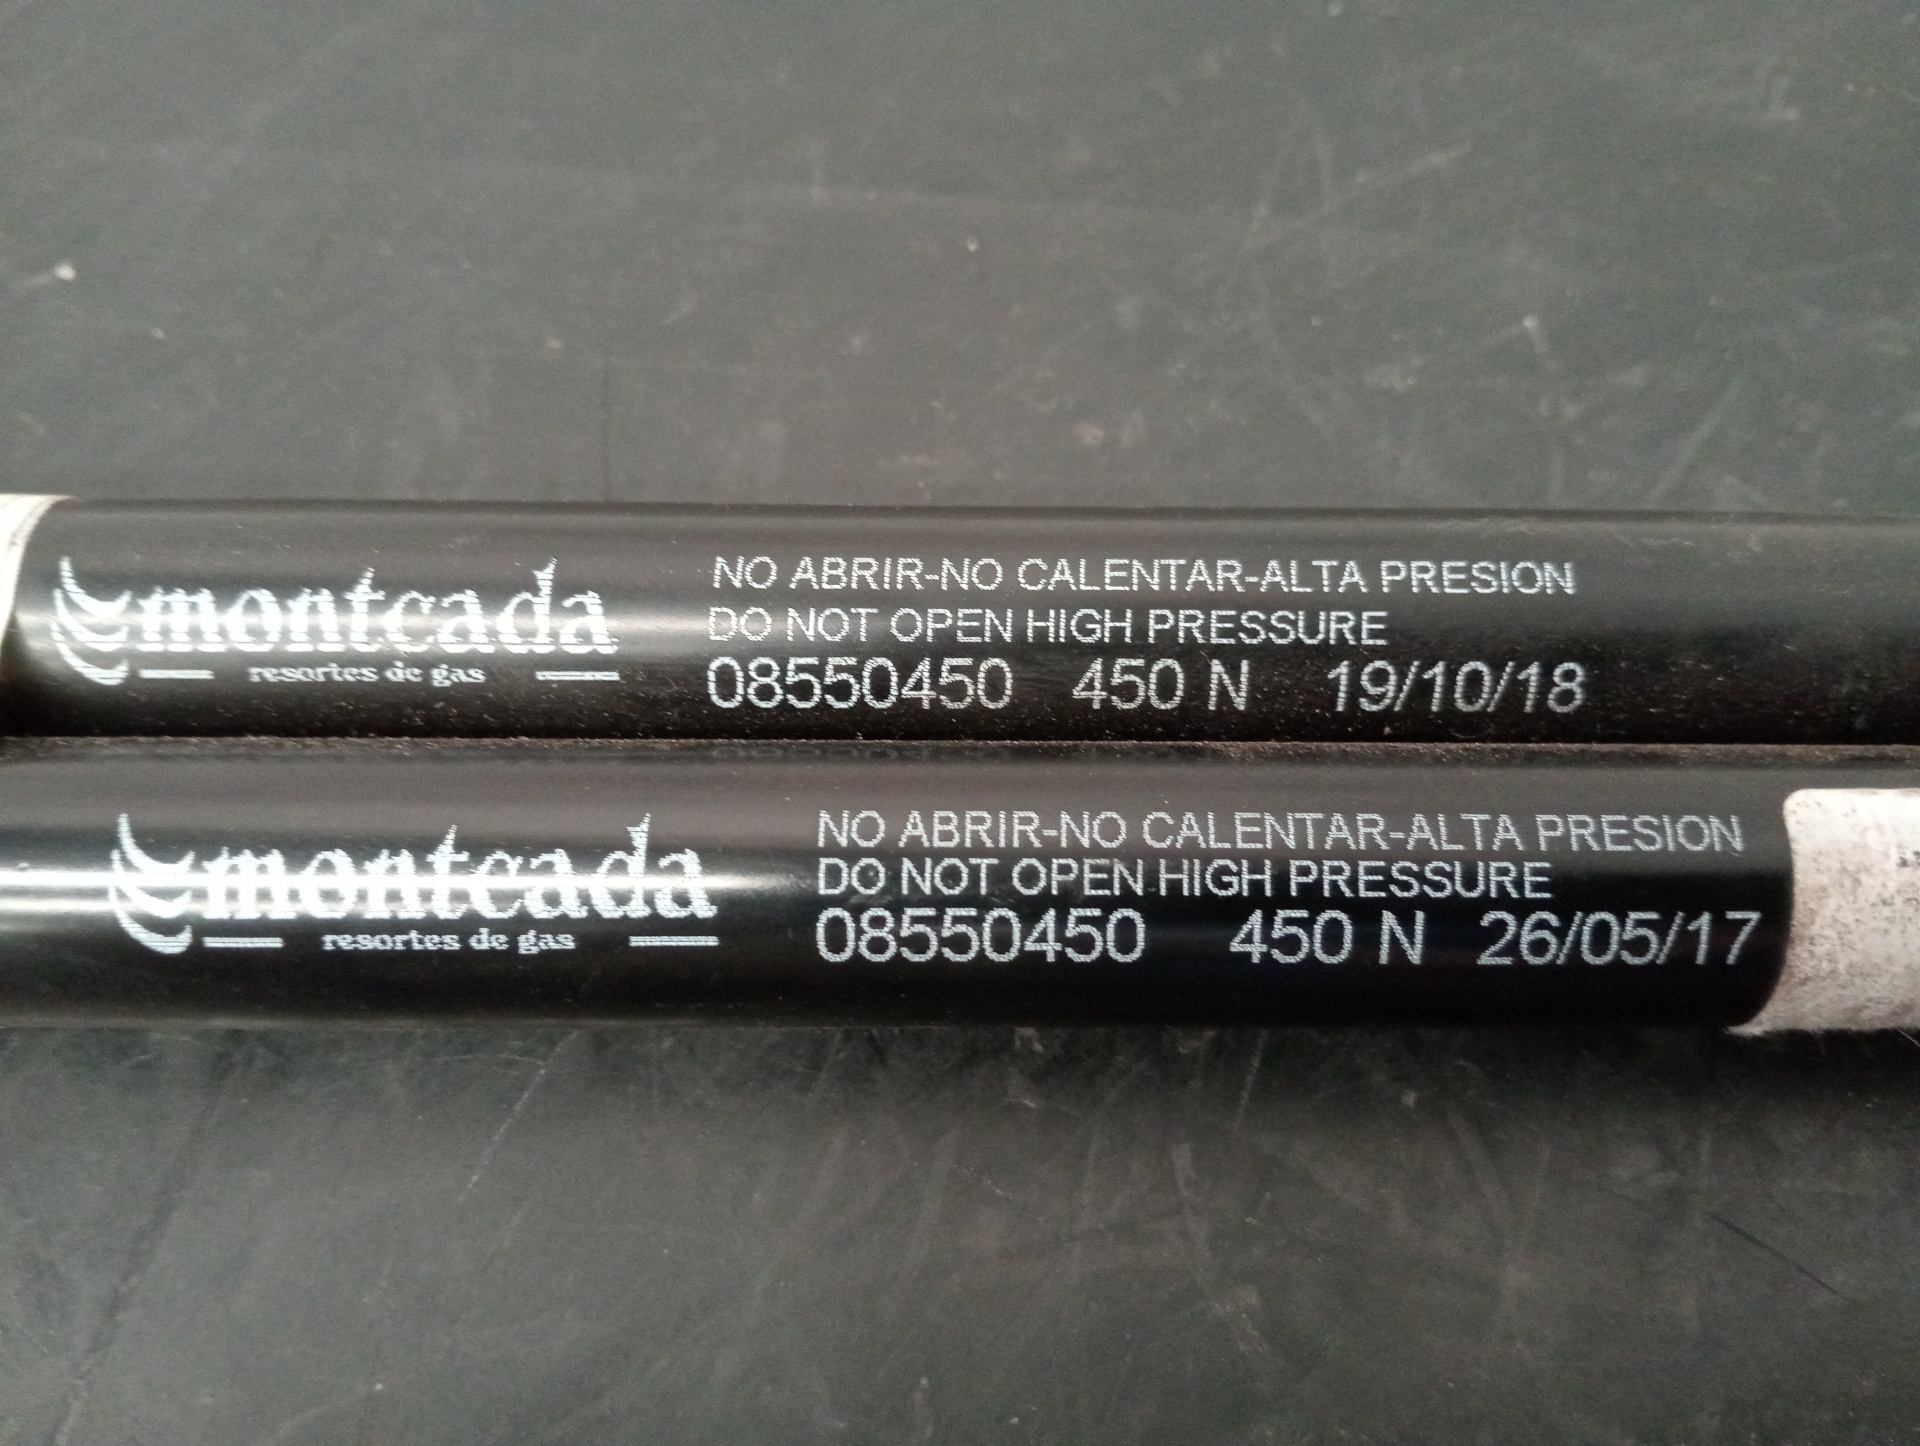 montcada
resortes de gas
NO ABRIR-NO CALENTAR-ALTA PRESION
DO NOT OPEN HIGH PRESSURE
08550450 450 N 19/10/18
montcada
resortes de gas
NO ABRIR-NO CALENTAR-ALTA PRESION
DO NOT OPEN HIGH PRESSURE
08550450 450 N 26/05/17